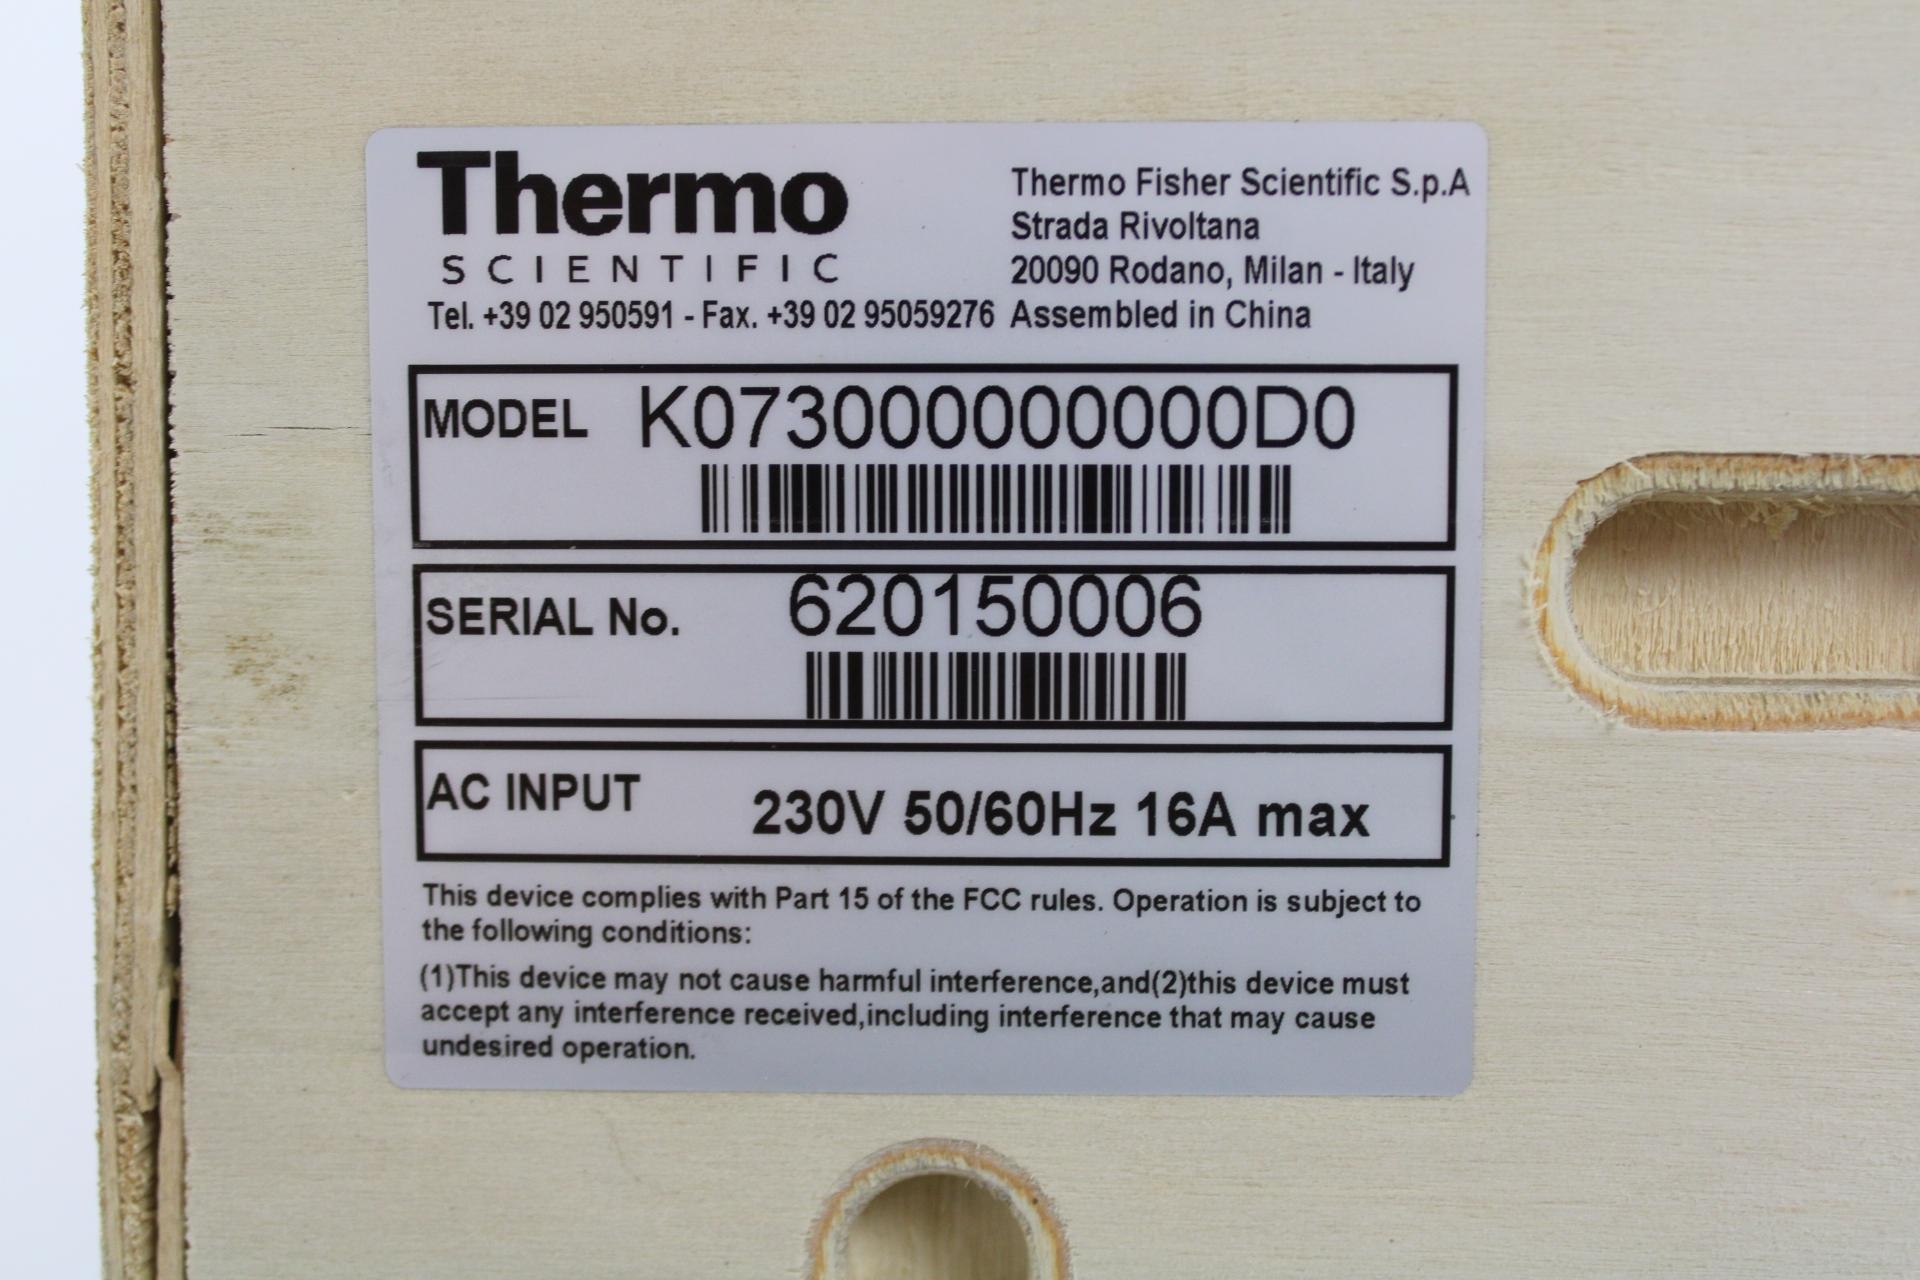 Thermo
SCIENTIFIC
Tel. +39 02 950591 - Fax. +39 02 95059276
Thermo Fisher Scientific S.p.A
Strada Rivoltana
20090 Rodano, Milan - Italy
Assembled in China
MODEL K073000000000D0
SERIAL No. 620150006
AC INPUT 230V 50/60Hz 16A max
This device complies with Part 15 of the FCC rules. Operation is subject to
the following conditions:
(1)This device may not cause harmful interference,and(2)this device must
accept any interference received,including interference that may cause
undesired operation.